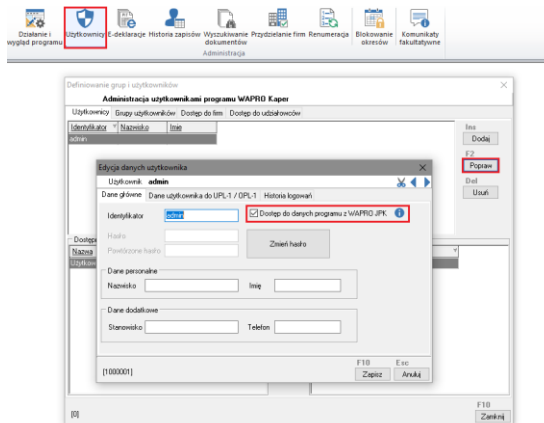 Działanie i wygląd programu
Użytkownicy
E-deklaracje
Historia zapisów
Wyszukiwanie dokumentów
Przydzielanie firm
Renumeracja
Blokowanie okresów
Komunikaty fakultatywne
Administracja
Definiowanie grup i użytkowników
Administracja użytkownikami programu WAPRO Kaper
Użytkownicy Grupy użytkowników Dostęp do firm Dostęp do udziałowców
Identyfikator Nazwisko Imię
admin
Ins
Dodaj
F2
Popraw
Del
Usuń
Edycja danych użytkownika
Użytkownik admin
Dane główne Dane użytkownika do UPL-1 / OPL-1 Historia logowań
Identyfikator admin
Dostęp do danych programu z WAPRO JPK
Hasło
Powtórzone hasło
Zmień hasło
Dane personalne
Nazwisko Imię
Dane dodatkowe
Stanowisko Telefon
[1000001]
F10 Esc
Zapisz Anuluj
Nazwa
[0]
F10
Zamknij